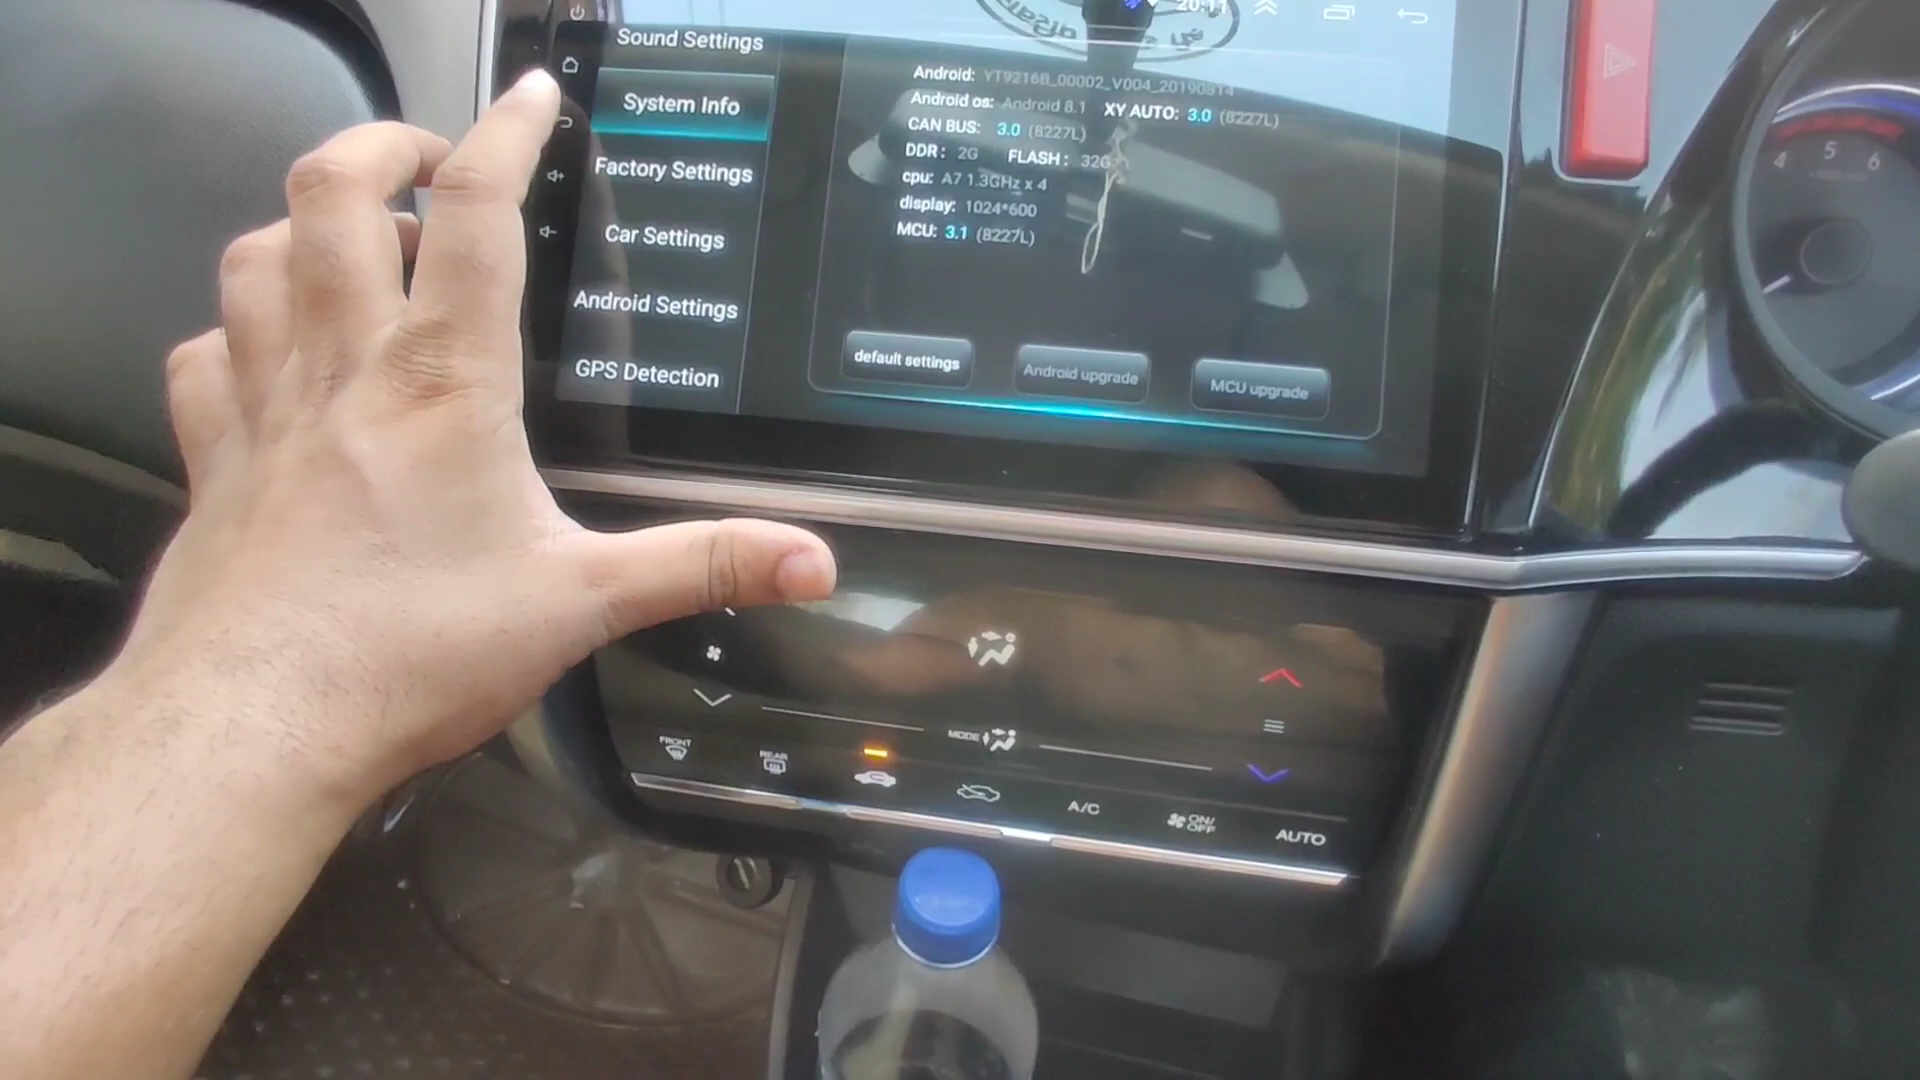 20:11
Sound Settings
System Info
Factory Settings
Car Settings
Android Settings
GPS Detection
Android: YT9216B_00002_V004_20190814
Android os: Android 8.1 XY AUTO: 3.0 (8227L)
CAN BUS: 3.0 (8227L)
DDR: 2G FLASH: 32G
cpu: A7 1.3GHz x 4
display: 1024*600
MCU: 3.1 (8227L)
default settings
Android upgrade
MCU upgrade
4 5 6
MODE
FRONT
REAR
A/C
ON/
OFF
AUTO